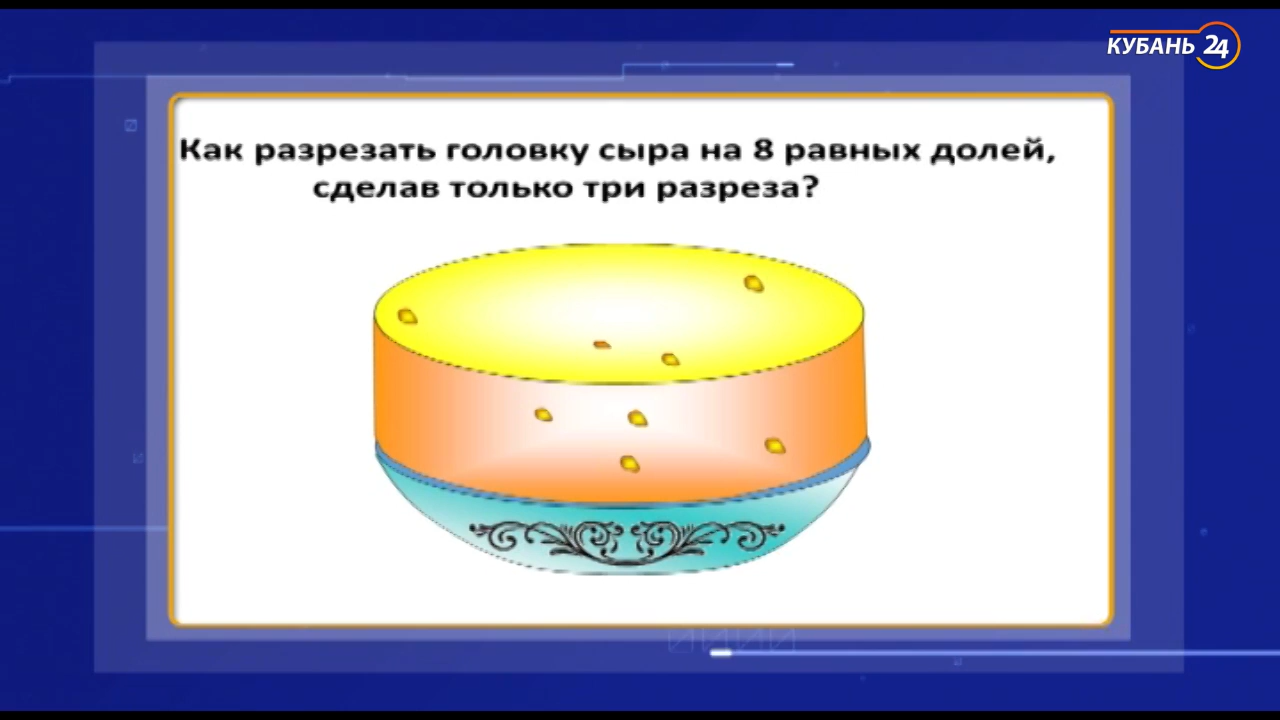 КУБАНЬ 24
Как разрезать головку сыра на 8 равных долей,
сделав только три разреза?